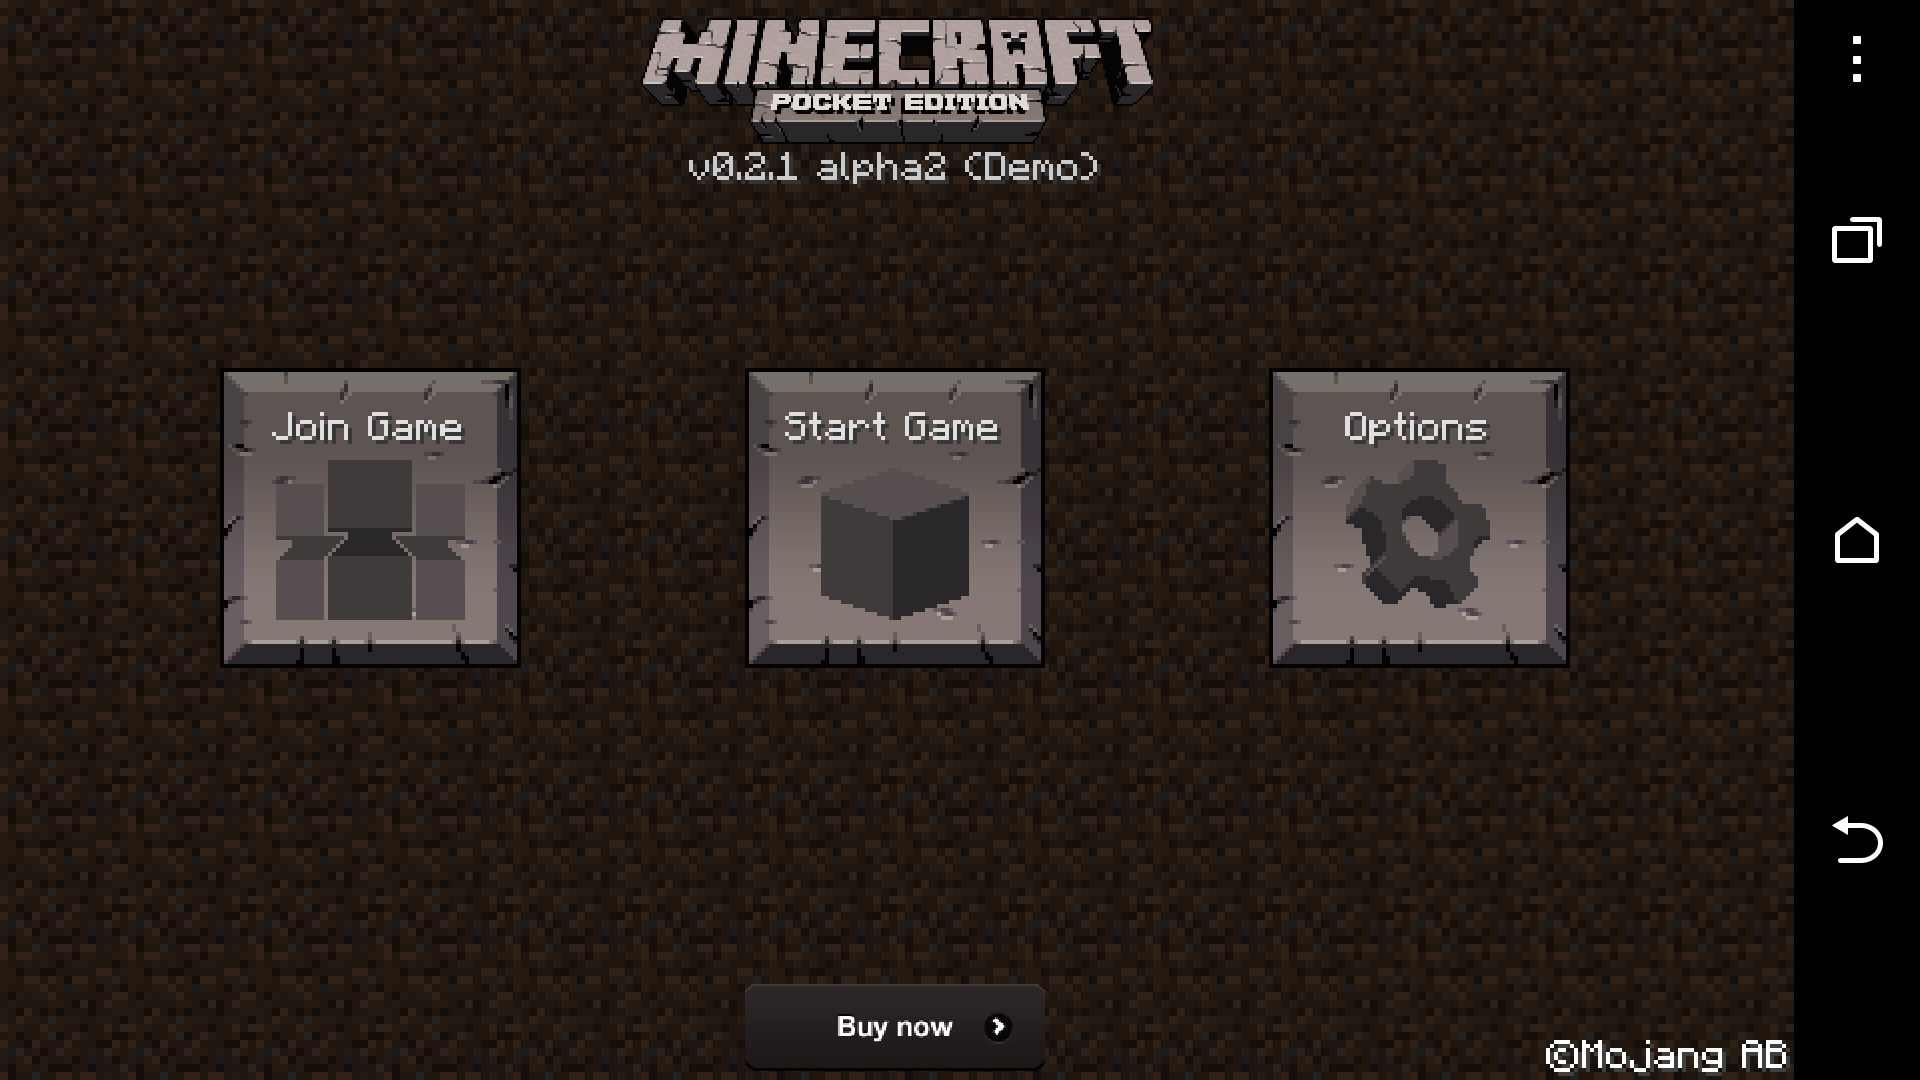 MINECRAFT
POCKET EDITION
v0.2.1 alpha2 (Demo)
Join Game
Start Game
Options
Buy now
©Mojang AB